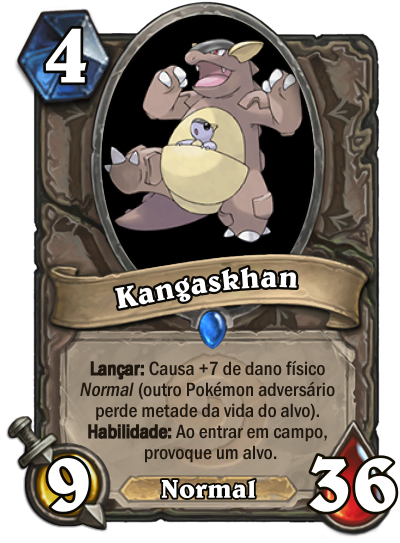 4
Kangaskhan
Lançar: Causa +7 de dano físico
Normal (outro Pokémon adversário
perde metade da vida do alvo).
Habilidade: Ao entrar em campo,
provoque um alvo.
9
Normal
36